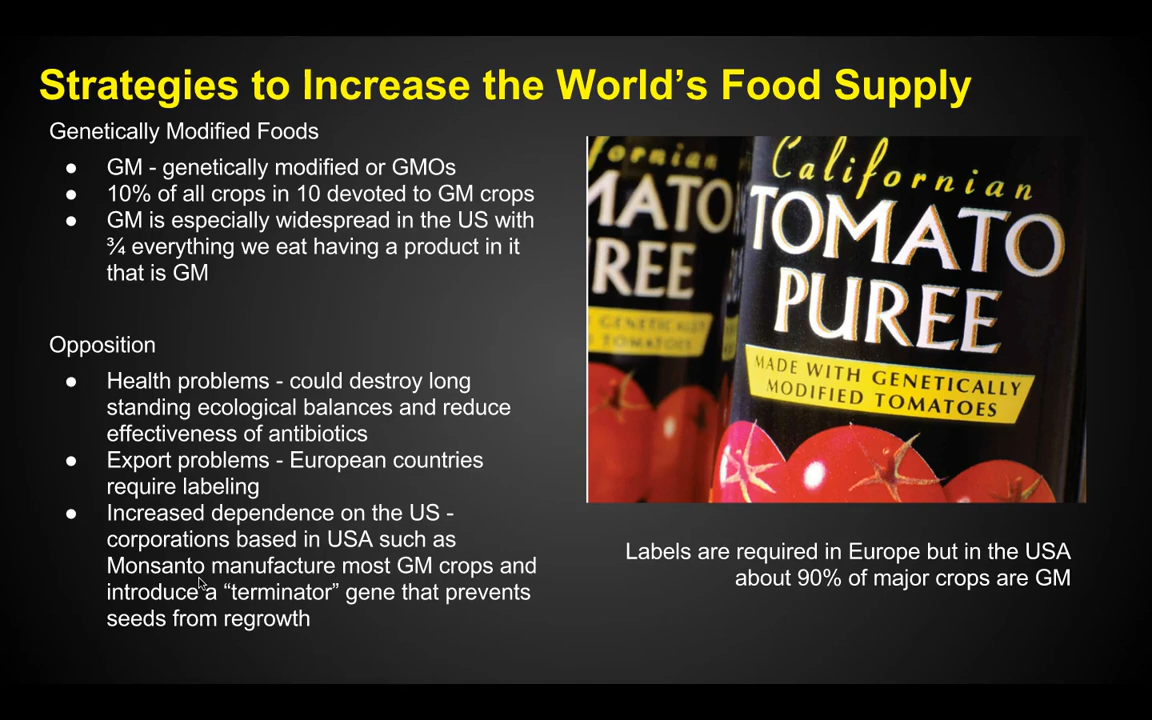 Strategies to Increase the World’s Food Supply
Genetically Modified Foods
● GM - genetically modified or GMOs
● 10% of all crops in 10 devoted to GM crops
● GM is especially widespread in the US with
¾ everything we eat having a product in it
that is GM
Opposition
● Health problems - could destroy long
standing ecological balances and reduce
effectiveness of antibiotics
● Export problems - European countries
require labeling
● Increased dependence on the US -
corporations based in USA such as
Monsanto manufacture most GM crops and
introduce a “terminator” gene that prevents
seeds from regrowth
fornian
MATO
REE
GENETICALLY
TOMATOES
Californian
TOMATO
PUREE
MADE WITH GENETICALLY
MODIFIED TOMATOES
Labels are required in Europe but in the USA
about 90% of major crops are GM